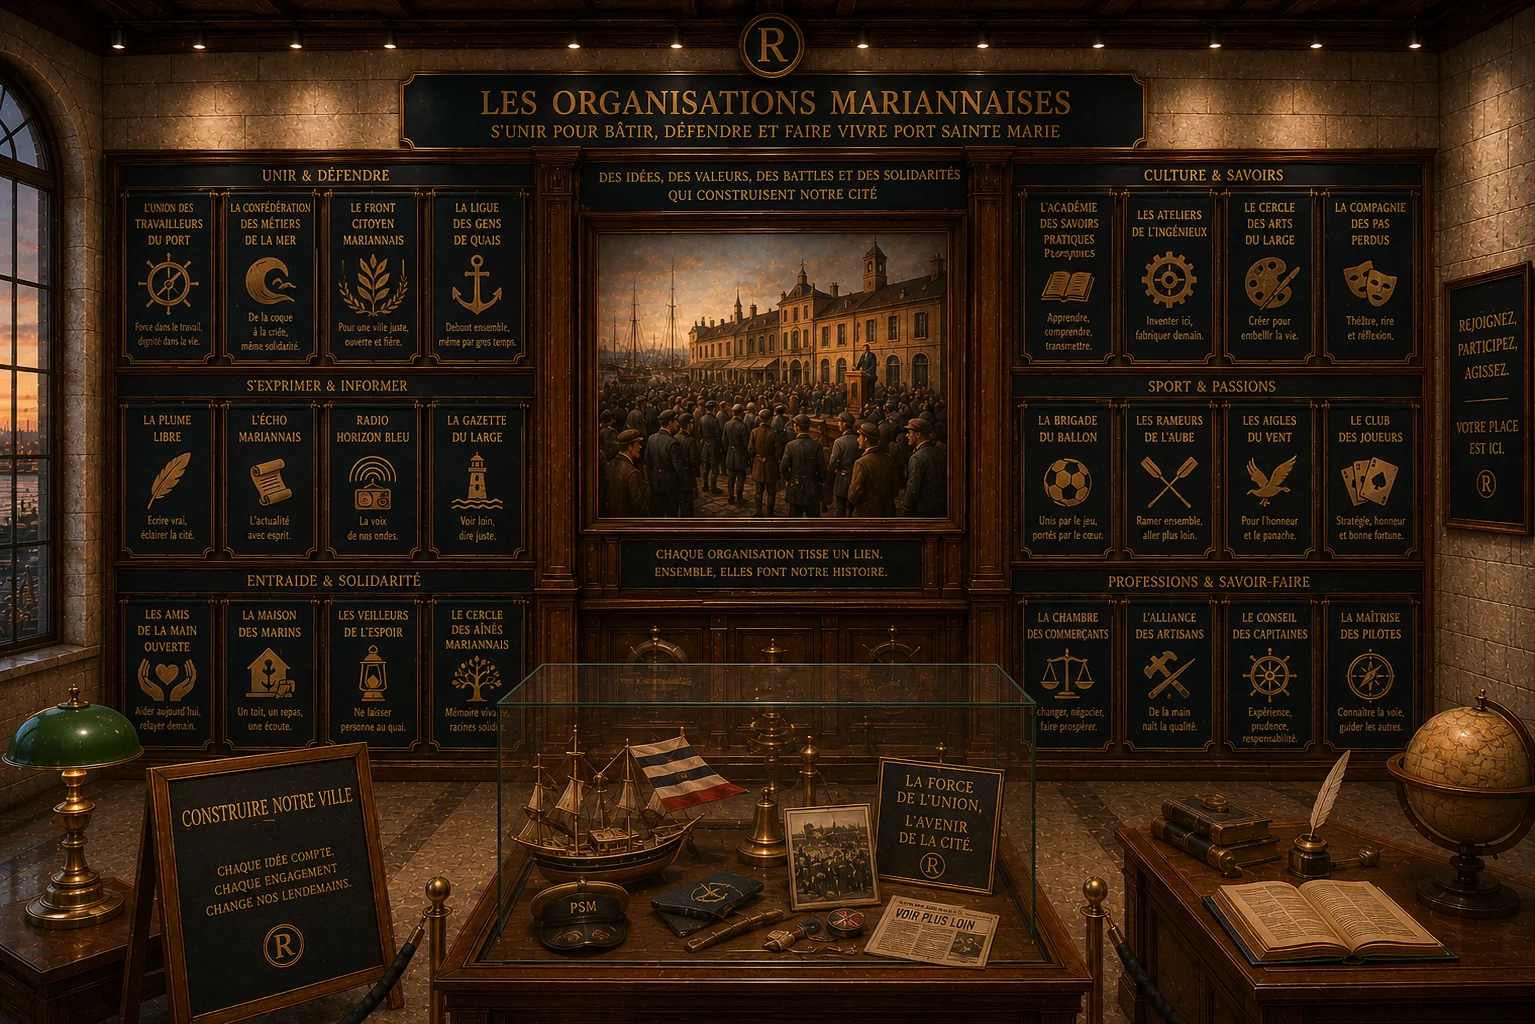 R
LES ORGANISATIONS MARIANNAISES
S'UNIR POUR BÂTIR, DÉFENDRE ET FAIRE VIVRE PORT SAINTE MARIE
UNIR & DÉFENDRE
L'UNION DES
TRAVAILLEURS
DU PORT
Force dans le travail,
dignité dans le vie.
LA CONFÉDÉRATION
DES MÉTIERS
DE LA MER
De la coque
à la criée,
même solidarité.
LE FRONT
CITOYEN
MARIANNAIS
Pour une ville juste,
ouverte et fière.
LA LIGUE
DES GENS
DE QUAIS
Debout ensemble,
même par gros temps.
S'EXPRIMER & INFORMER
LA PLUME
LIBRE
Ecrire vrai,
éclairer la cité.
L'ÉCHO
MARIANNAIS
L'actualité
avec esprit.
RADIO
HORIZON BLEU
La voix
de nos ondes.
LA GAZETTE
DU LARGE
Voir loin,
dire juste.
ENTRAIDE & SOLIDARITÉ
LES AMIS
DE LA MAIN
OUVERTE
Aider aujourd'hui,
relayer demain.
LA MAISON
DES MARINS
Un toit, un repas,
une écoute.
LES VEILLEURS
DE L'ESPOIR
Ne laisser
personne au quai.
LE CERCLE
DES AÎNÉS
MARIANNAIS
Mémoire
racines
DES IDÉES, DES VALEURS, DES BATTLES ET DES SOLIDARITÉS
QUI CONSTRUISENT NOTRE CITÉ
CHAQUE ORGANISATION TISSE UN LIEN.
ENSEMBLE, ELLES FONT NOTRE HISTOIRE.
CULTURE & SAVOIRS
L'ACADÉMIE
DES SAVOIRS
PRATIQUES
Apprendre,
comprendre,
transmettre.
LES ATELIERS
DE L'INGÉNIEUX
Inventer ici,
fabriquer demain.
LE CERCLE
DES ARTS
DU LARGE
Créer pour
embellir la vie.
LA COMPAGNIE
DES PAS
PERDUS
Théâtre, rire
et réflexion.
SPORT & PASSIONS
LA BRIGADE
DU BALLON
Unis par le jeu,
portés par le cœur.
LES RAMEURS
DE L'AUBE
Ramer ensemble,
aller plus loin.
LES AIGLES
DU VENT
Pour l'honneur
et le panache.
LE CLUB
DES JOUEURS
Stratégie, honneur
et bonne fortune.
PROFESSIONS & SAVOIR-FAIRE
LA CHAMBRE
DES COMMERÇANTS
changer, négocier,
faire prospérer.
L'ALLIANCE
DES ARTISANS
De la main
naît la qualité.
LE CONSEIL
DES CAPITAINES
Expérience,
prudence,
responsabilité.
LA MAÎTRISE
DES PILOTES
Connaître la voie,
guider les autres.
REJOIGNEZ,
PARTICIPEZ,
AGISSEZ.
VOTRE PLACE
EST ICI.
R
CONSTRUIRE NOTRE VILLE
CHAQUE IDÉE COMPTE.
CHAQUE ENGAGEMENT
CHANGE NOS LENDEMAINS.
R
PSM
LA FORCE
DE L'UNION,
L'AVENIR
DE LA CITÉ.
R
VOIR PLUS LOIN